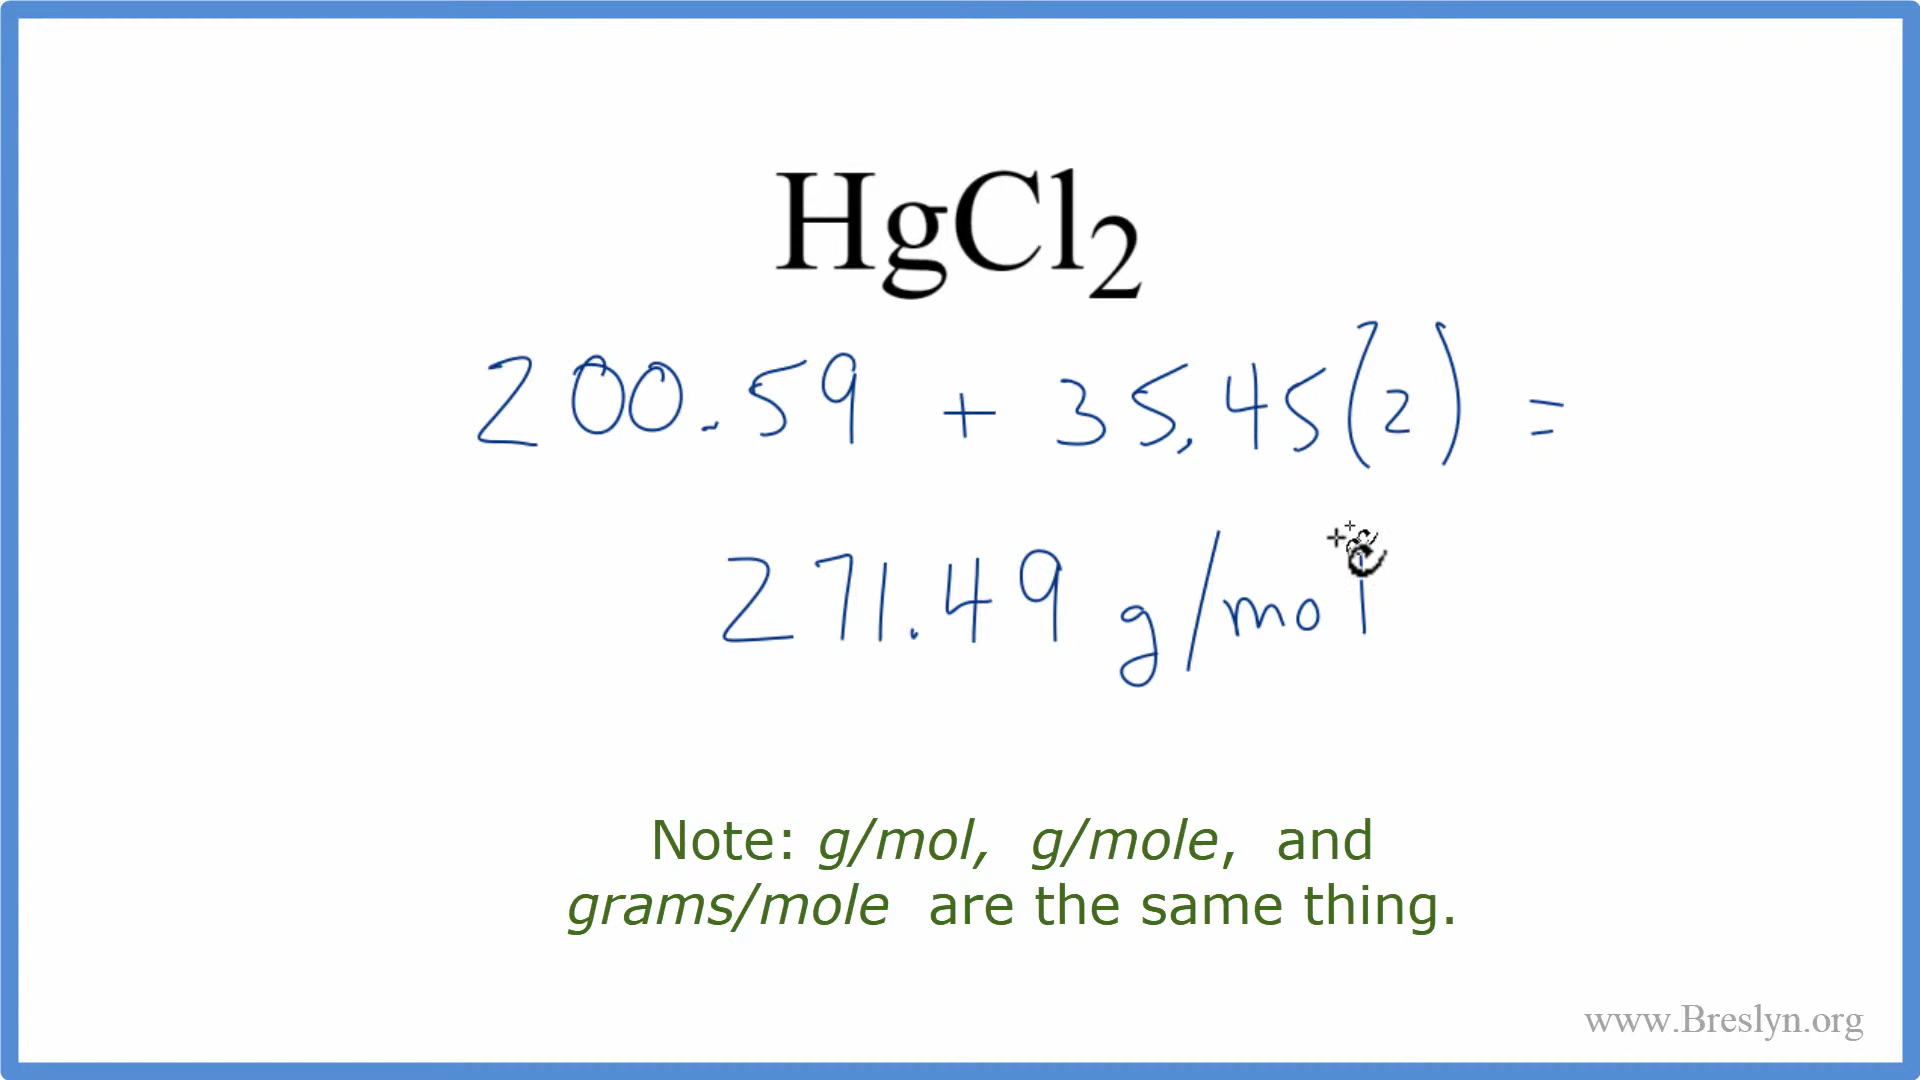 HgCl₂
200.59 + 35.45(2) =
271.49 g/mol
Note: g/mol, g/mole, and
grams/mole are the same thing.
www.Breslyn.org